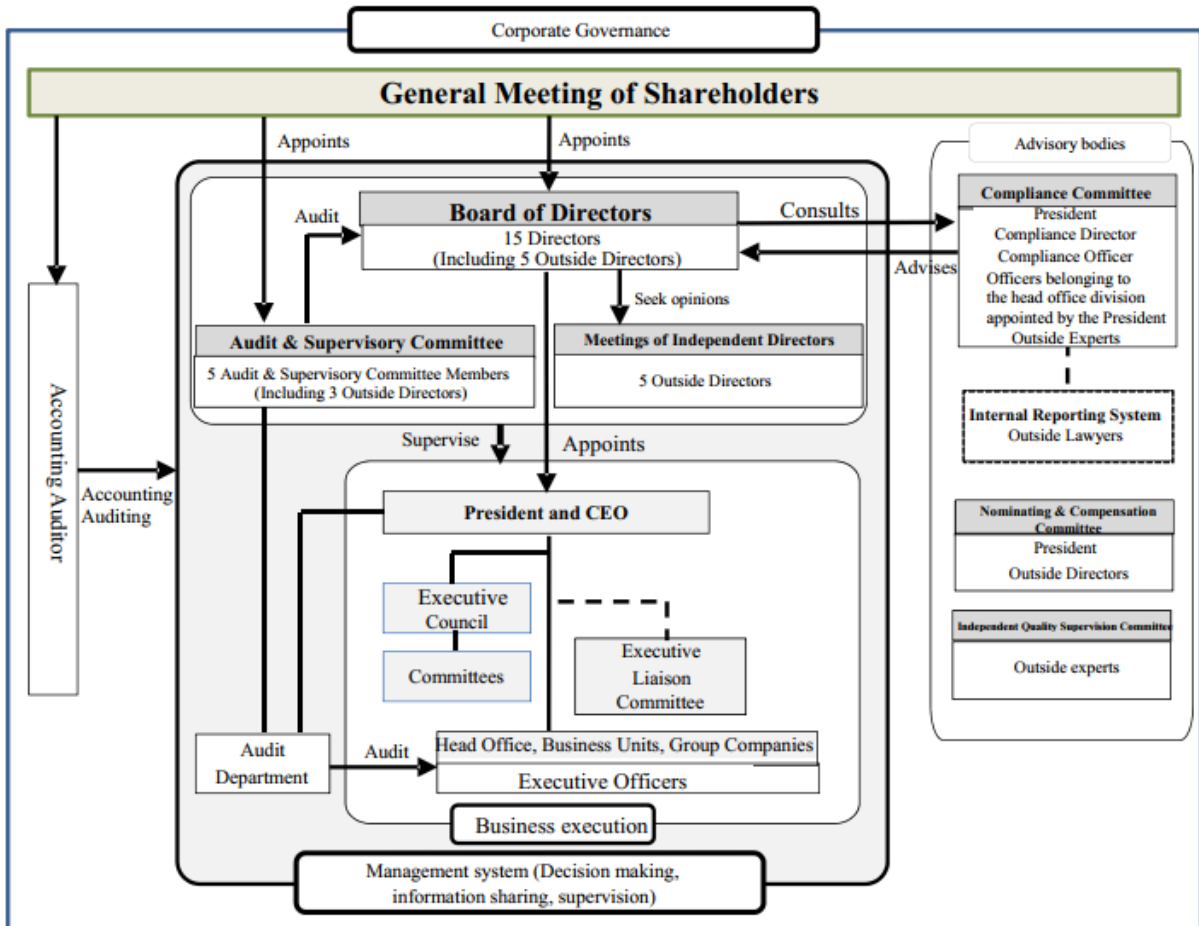 Corporate Governance
General Meeting of Shareholders
Appoints
Appoints
Advisory bodies
Audit
Board of Directors
15 Directors
(Including 5 Outside Directors)
Consults
Advises
Compliance Committee
President
Compliance Director
Compliance Officer
Officers belonging to
the head office division
appointed by the President
Outside Experts
Seek opinions
Audit & Supervisory Committee
5 Audit & Supervisory Committee Members
(Including 3 Outside Directors)
Meetings of Independent Directors
5 Outside Directors
Internal Reporting System
Outside Lawyers
Accounting Auditor
Accounting
Auditing
Supervise
Appoints
President and CEO
Nominating & Compensation
Committee
President
Outside Directors
Executive
Council
Committees
Executive
Liaison
Committee
Independent Quality Supervision Committee
Outside experts
Audit
Department
Audit
Head Office, Business Units, Group Companies
Executive Officers
Business execution
Management system (Decision making,
information sharing, supervision)